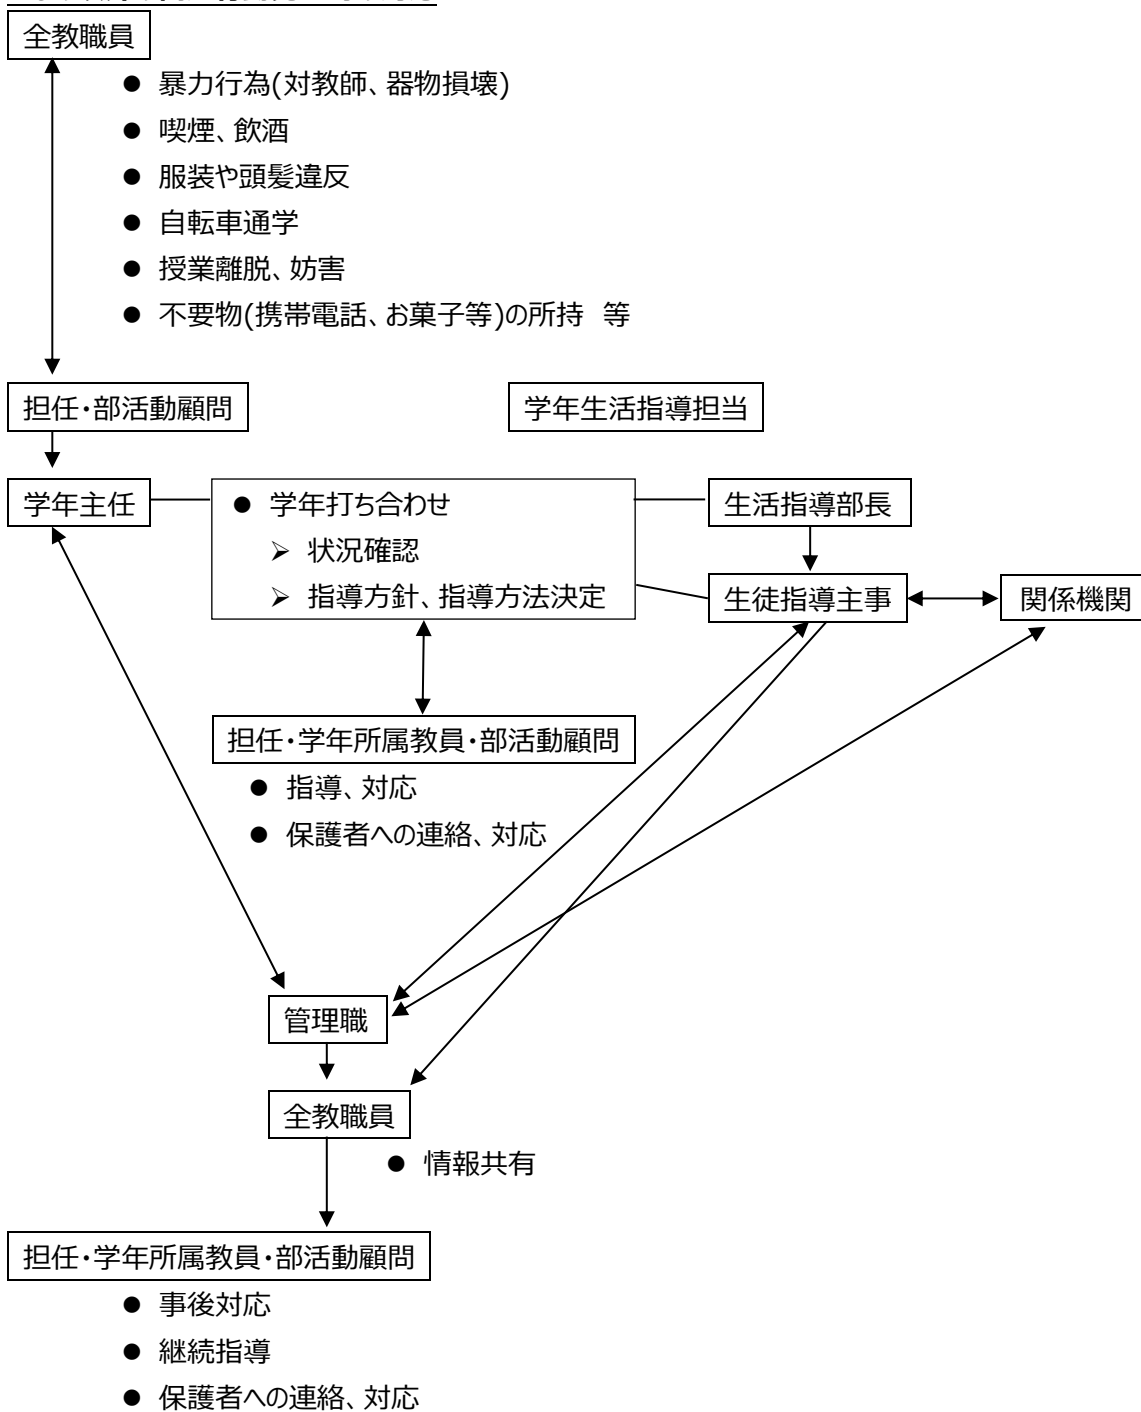 全教職員
● 暴力行為(対教師、器物損壊)
● 喫煙、飲酒
● 服装や頭髪違反
● 自転車通学
● 授業離脱、妨害
● 不要物(携帯電話、お菓子等)の所持　等
担任・部活動顧問
学年生活指導担当
学年主任
● 学年打ち合わせ
➢ 状況確認
➢ 指導方針、指導方法決定
生活指導部長
生徒指導主事
関係機関
担任・学年所属教員・部活動顧問
● 指導、対応
● 保護者への連絡、対応
管理職
全教職員
● 情報共有
担任・学年所属教員・部活動顧問
● 事後対応
● 継続指導
● 保護者への連絡、対応